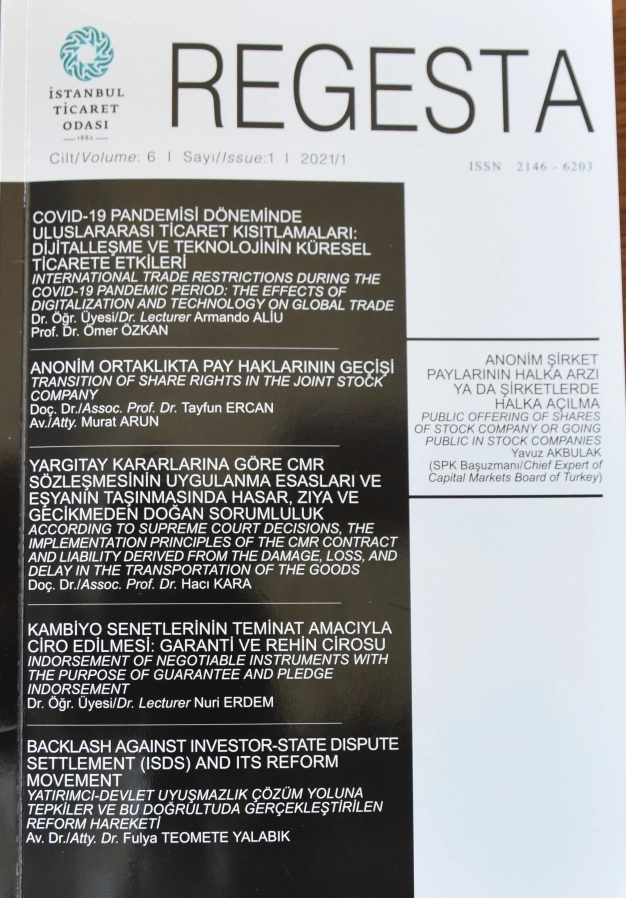 İSTANBUL
TİCARET
ODASI
1882
REGESTA
Cilt/Volume: 6 I Sayı/Issue:1 I 2021/1
ISSN 2146 - 6203
COVID-19 PANDEMİSİ DÖNEMİNDE
ULUSLARARASI TİCARET KISITLAMALARI:
DİJİTALLEŞME VE TEKNOLOJİNİN KÜRESEL
TİCARETE ETKİLERİ
INTERNATIONAL TRADE RESTRICTIONS DURING THE
COVID-19 PANDEMIC PERIOD: THE EFFECTS OF
DIGITALIZATION AND TECHNOLOGY ON GLOBAL TRADE
Dr. Öğr. Üyesi/Dr. Lecturer Armando ALİU
Prof. Dr. Ömer ÖZKAN
ANONİM ORTAKLIKTA PAY HAKLARININ GEÇİŞİ
TRANSITION OF SHARE RIGHTS IN THE JOINT STOCK
COMPANY
Doç. Dr./Assoc. Prof. Dr. Tayfun ERCAN
Av./Atty. Murat ARUN
YARGITAY KARARLARINA GÖRE CMR
SÖZLEŞMESİNİN UYGULANMA ESASLARI VE
EŞYANIN TAŞINMASINDA HASAR, ZIYA VE
GECİKMEDEN DOĞAN SORUMLULUK
ACCORDING TO SUPREME COURT DECISIONS, THE
IMPLEMENTATION PRINCIPLES OF THE CMR CONTRACT
AND LIABILITY DERIVED FROM THE DAMAGE, LOSS, AND
DELAY IN THE TRANSPORTATION OF THE GOODS
Doç. Dr./Assoc. Prof. Dr. Hacı KARA
KAMBİYO SENETLERİNİN TEMİNAT AMACIYLA
CİRO EDİLMESİ: GARANTİ VE REHİN CİROSU
INDORSEMENT OF NEGOTIABLE INSTRUMENTS WITH
THE PURPOSE OF GUARANTEE AND PLEDGE
INDORSEMENT
Dr. Öğr. Üyesi/Dr. Lecturer Nuri ERDEM
BACKLASH AGAINST INVESTOR-STATE DISPUTE
SETTLEMENT (ISDS) AND ITS REFORM
MOVEMENT
YATIRIMCI-DEVLET UYUŞMAZLIK ÇÖZÜM YOLUNA
TEPKİLER VE BU DOĞRULTUDA GERÇEKLEŞTİRİLEN
REFORM HAREKETİ
Av. Dr./Atty. Dr. Fulya TEOMETE YALABIK
ANONİM ŞİRKET
PAYLARININ HALKA ARZI
YA DA ŞİRKETLERDE
HALKA AÇILMA
PUBLIC OFFERING OF SHARES
OF STOCK COMPANY OR GOING
PUBLIC IN STOCK COMPANIES
Yavuz AKBULAK
(SPK Başuzmanı/Chief Expert of
Capital Markets Board of Turkey)